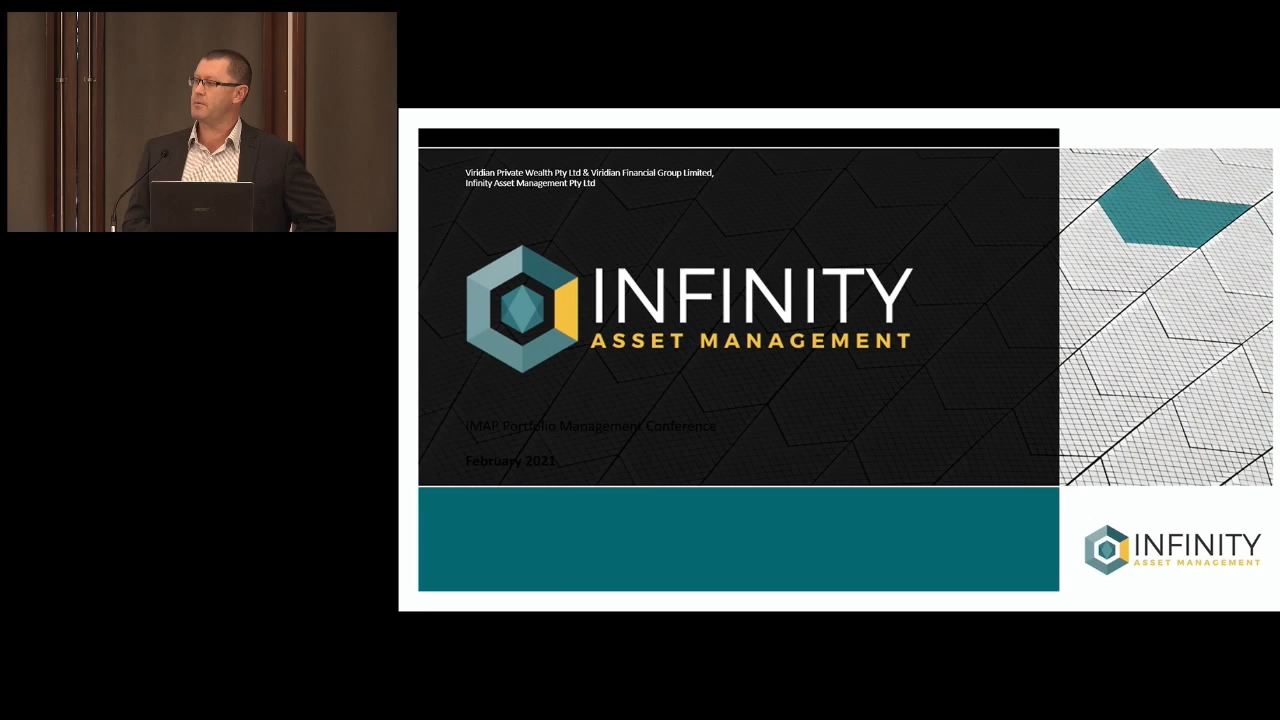 Viridian Private Wealth Pty Ltd & Viridian Financial Group Limited,
Infinity Asset Management Pty Ltd
INFINITY
ASSET MANAGEMENT
IMAP Portfolio Management Conference
February 2021
INFINITY
ASSET MANAGEMENT